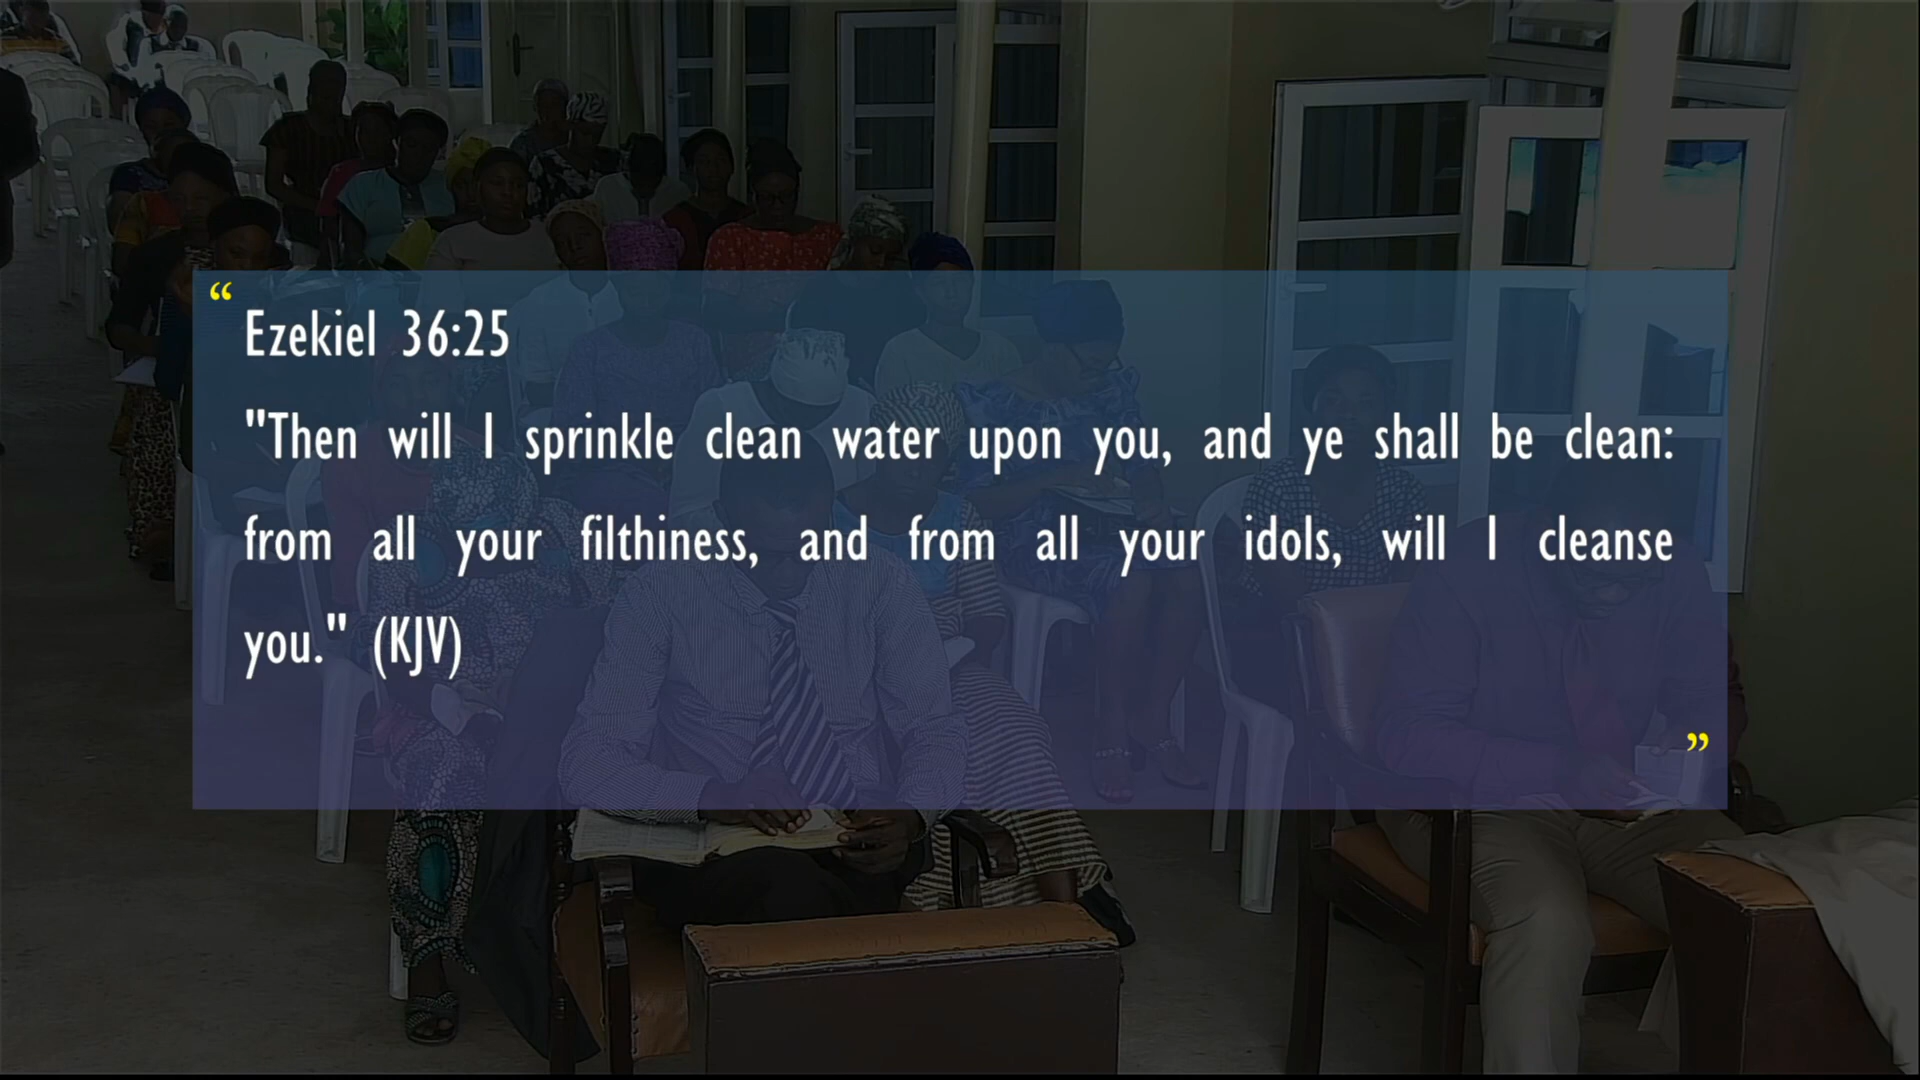 “
Ezekiel 36:25
"Then will I sprinkle clean water upon you, and ye shall be clean:
from all your filthiness, and from all your idols, will I cleanse
you." (KJV)
”